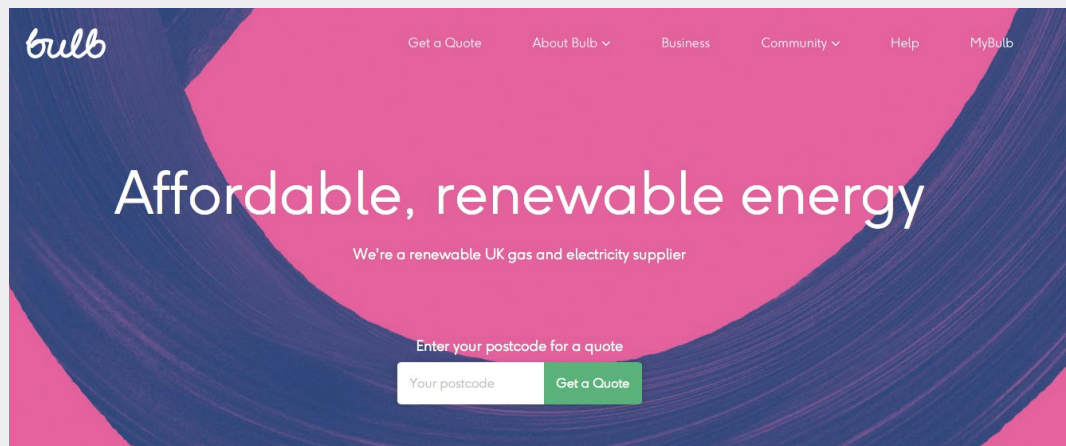 bulb
Get a Quote About Bulb Business Community Help MyBulb
Affordable, renewable energy
We're a renewable UK gas and electricity supplier
Enter your postcode for a quote
Your postcode Get a Quote